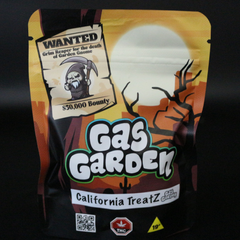 WANTED
Grim Reaper for the death
of Garden Gnome
$50,000 Bounty
Gas
GARDEN
California TreatZ